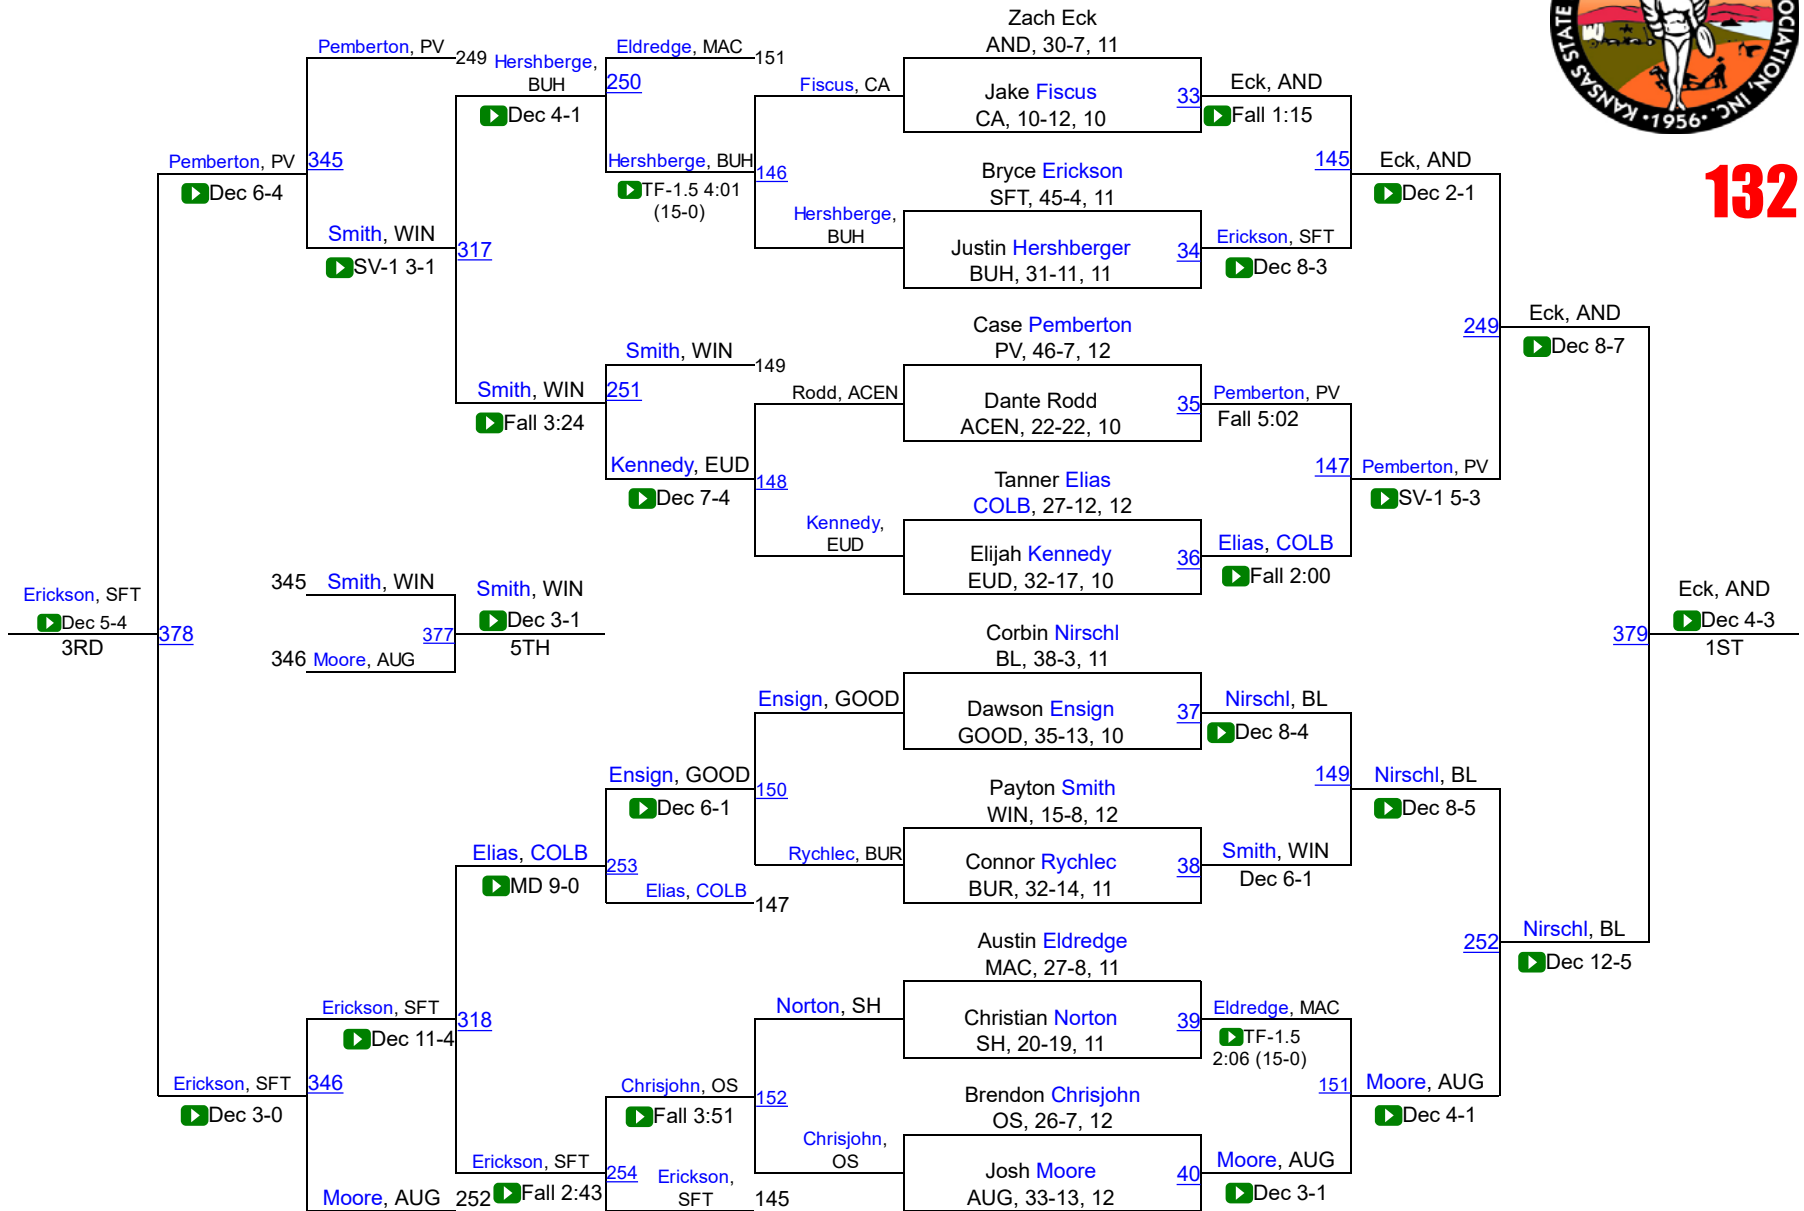 KANSAS STATE
OCIATION, INC.
•1956•
132
Pemberton, PV
249
Hershberge,
BUH
Dec 4-1
Eldredge, MAC
151
250
Hershberge, BUH
TF-1.5 4:01
(15-0)
Pemberton, PV
Dec 6-4
345
Smith, WIN
SV-1 3-1
317
Smith, WIN
Fall 3:24
Smith, WIN
149
251
Kennedy, EUD
Dec 7-4
Fiscus, CA
146
Hershberge,
BUH
Rodd, ACEN
148
Kennedy,
EUD
Zach Eck
AND, 30-7, 11
Jake Fiscus
CA, 10-12, 10
33
Bryce Erickson
SFT, 45-4, 11
Justin Hershberger
BUH, 31-11, 11
34
Case Pemberton
PV, 46-7, 12
Dante Rodd
ACEN, 22-22, 10
35
Tanner Elias
COLB, 27-12, 12
Elijah Kennedy
EUD, 32-17, 10
36
Eck, AND
Fall 1:15
145
Erickson, SFT
Dec 8-3
Eck, AND
Dec 2-1
Pemberton, PV
Fall 5:02
147
Elias, COLB
Fall 2:00
Pemberton, PV
SV-1 5-3
249
Eck, AND
Dec 8-7
Erickson, SFT
Dec 5-4
3RD
378
345
Smith, WIN
346
Moore, AUG
377
Smith, WIN
Dec 3-1
5TH
379
Eck, AND
Dec 4-3
1ST
Corbin Nirschl
BL, 38-3, 11
Dawson Ensign
GOOD, 35-13, 10
37
Payton Smith
WIN, 15-8, 12
Connor Rychlec
BUR, 32-14, 11
38
Austin Eldredge
MAC, 27-8, 11
Christian Norton
SH, 20-19, 11
39
Brendon Chrisjohn
OS, 26-7, 12
Josh Moore
AUG, 33-13, 12
40
Ensign, GOOD
150
Rychlec, BUR
Ensign, GOOD
Dec 6-1
253
Elias, COLB
147
Elias, COLB
MD 9-0
318
Erickson, SFT
Dec 11-4
Erickson, SFT
Dec 3-0
346
Moore, AUG
252
Erickson, SFT
Fall 2:43
Chrisjohn, OS
Fall 3:51
254
Erickson,
SFT
145
Norton, SH
152
Chrisjohn,
OS
Nirschl, BL
Dec 8-4
149
Smith, WIN
Dec 6-1
Nirschl, BL
Dec 8-5
Eldredge, MAC
TF-1.5
2:06 (15-0)
151
Moore, AUG
Dec 3-1
Moore, AUG
Dec 4-1
252
Nirschl, BL
Dec 12-5